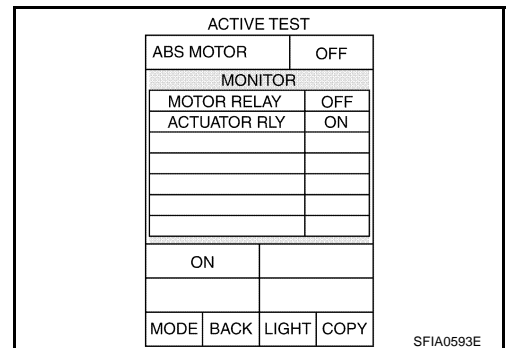 ACTIVE TEST
ABS MOTOR OFF
MONITOR
MOTOR RELAY OFF
ACTUATOR RLY ON
ON
MODE BACK LIGHT COPY
SFIA0593E